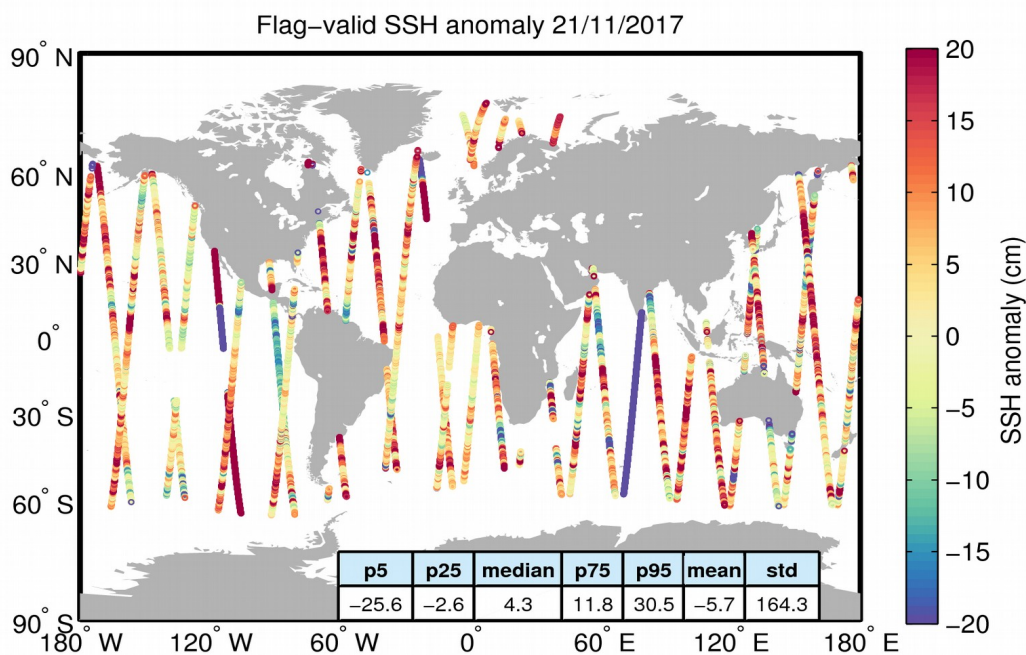 Flag−valid SSH anomaly 21/11/2017
90° N
60° N
30° N
0°
30° S
60° S
90° S
180° W
120° W
60° W
0°
60° E
120° E
180° E
p5 p25 median p75 p95 mean std
−25.6 −2.6 4.3 11.8 30.5 −5.7 164.3
20
15
10
5
0
−5
−10
−15
−20
SSH anomaly (cm)